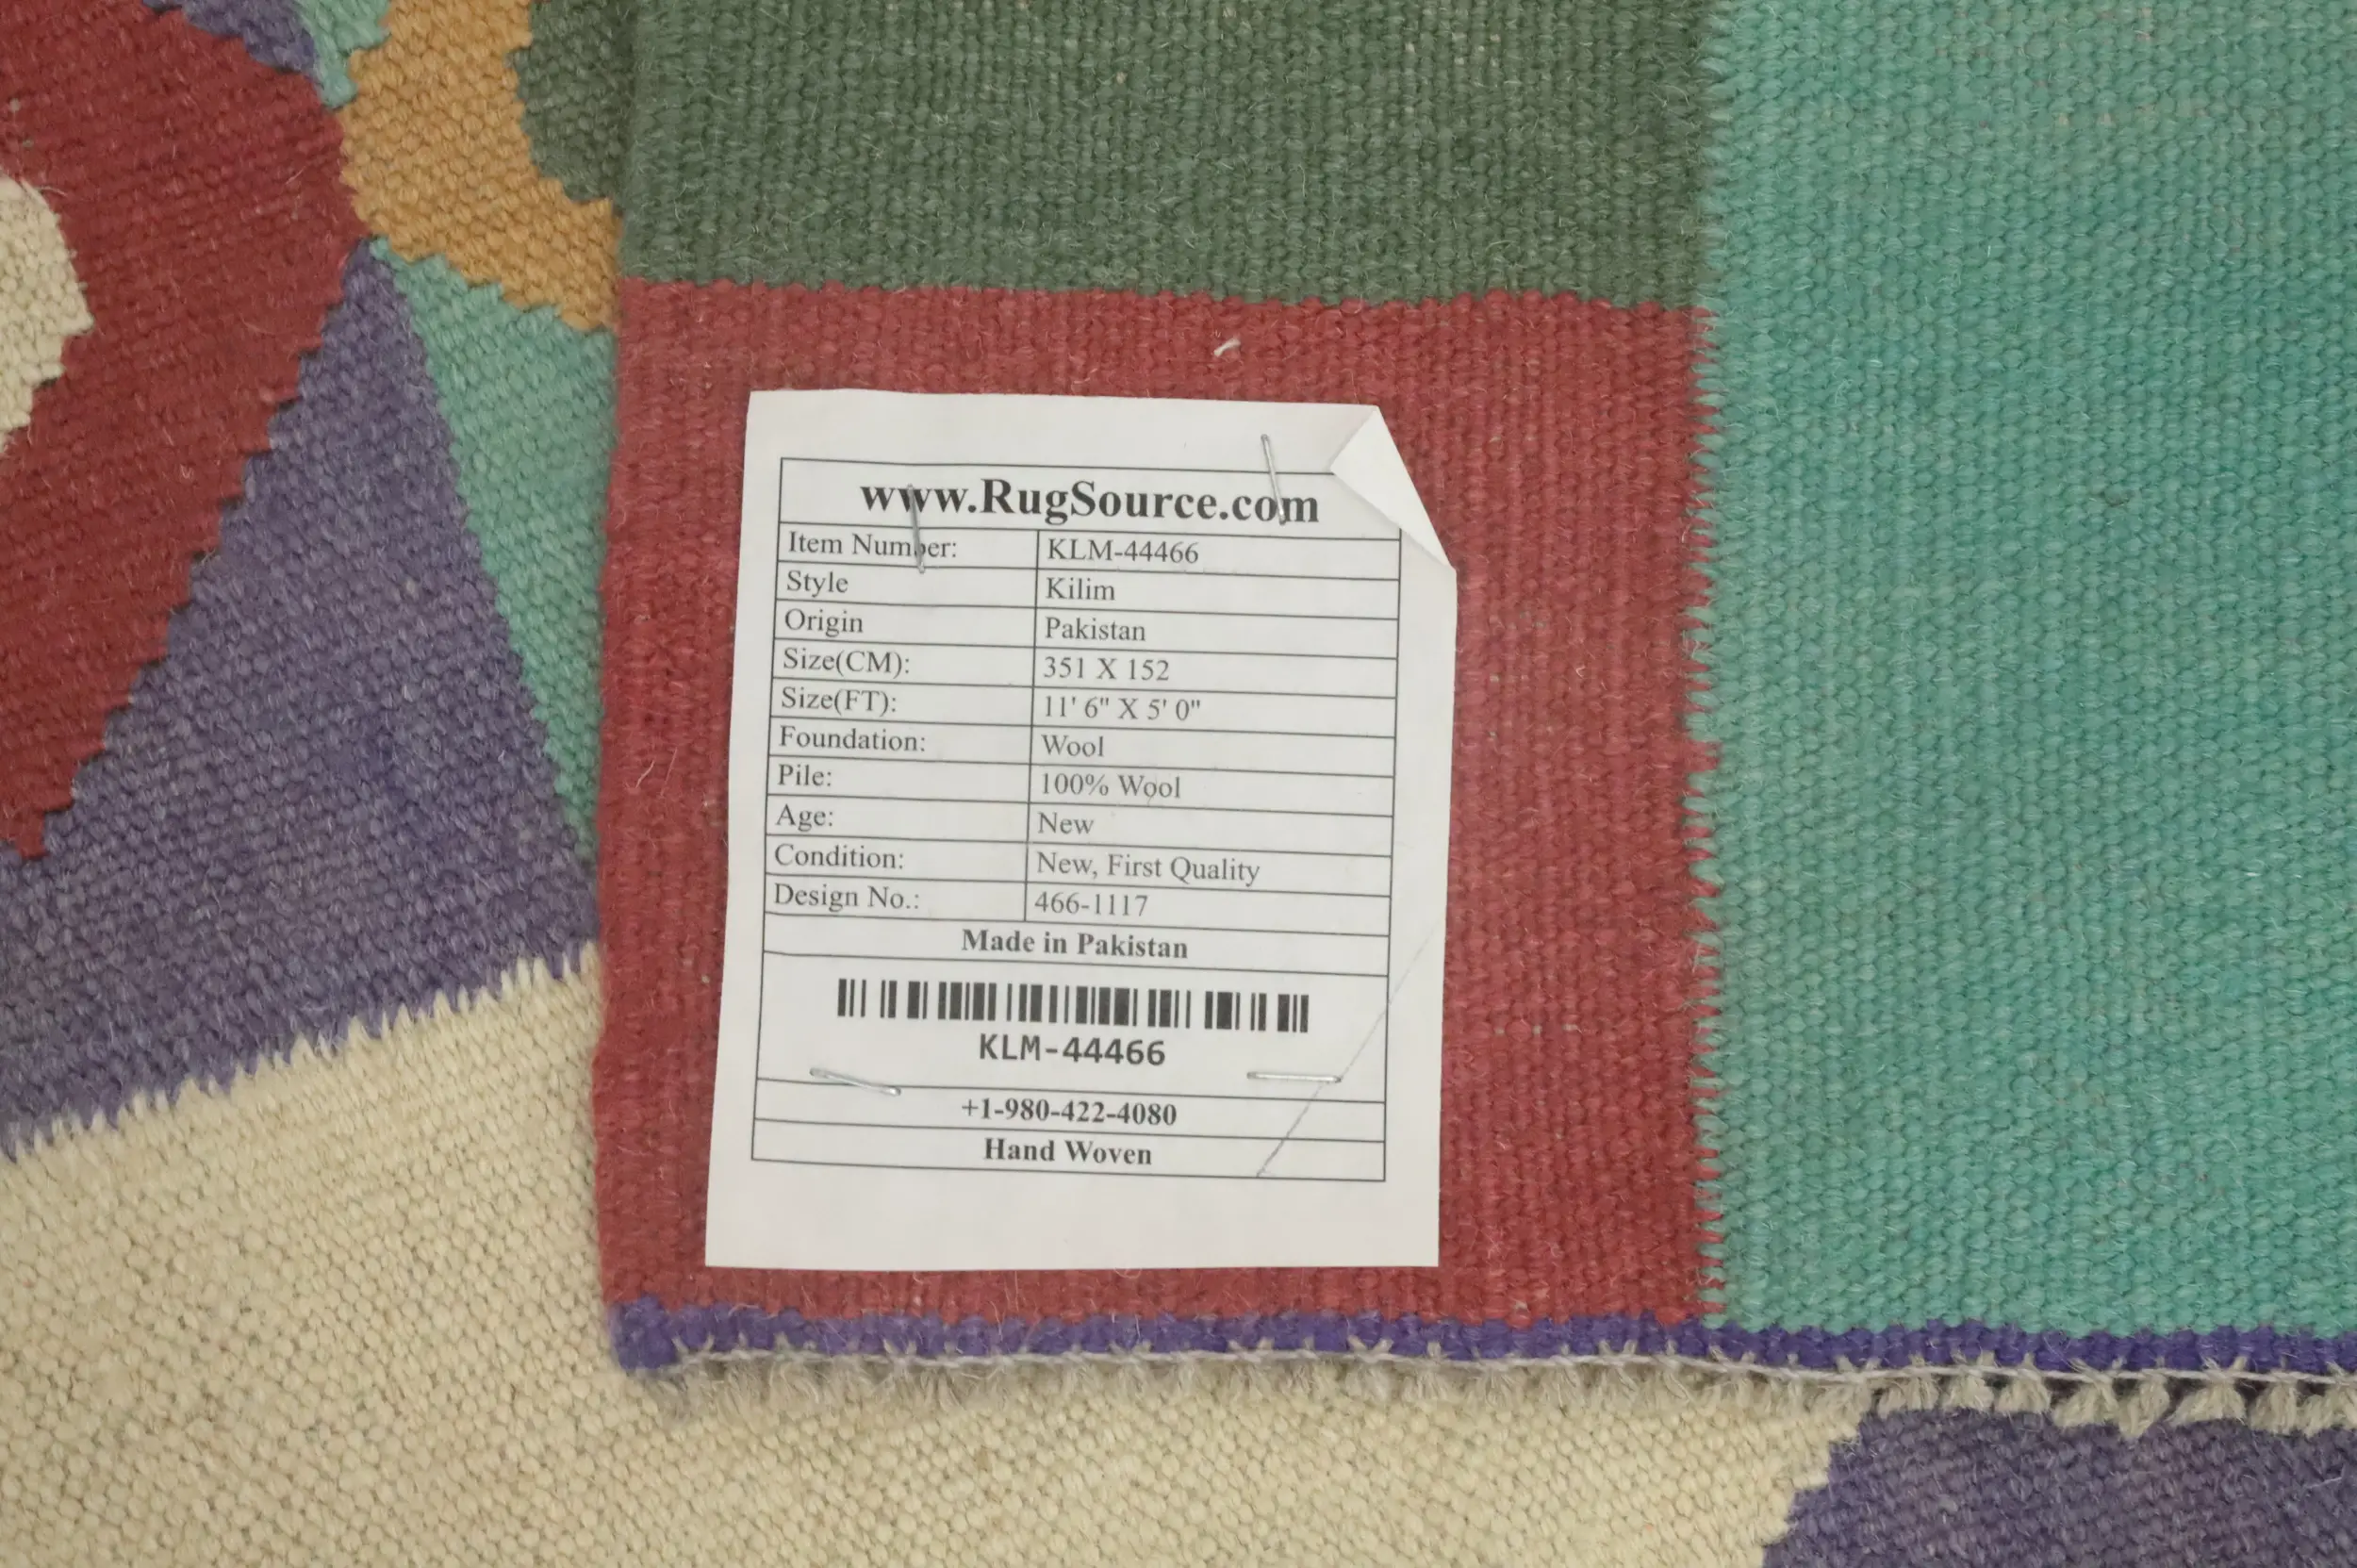 www.RugSource.com
Item Number: KLM-44466
Style Kilim
Origin Pakistan
Size(CM): 351 X 152
Size(FT): 11' 6" X 5' 0"
Foundation: Wool
Pile: 100% Wool
Age: New
Condition: New, First Quality
Design No.: 466-1117
Made in Pakistan
KLM-44466
+1-980-422-4080
Hand Woven